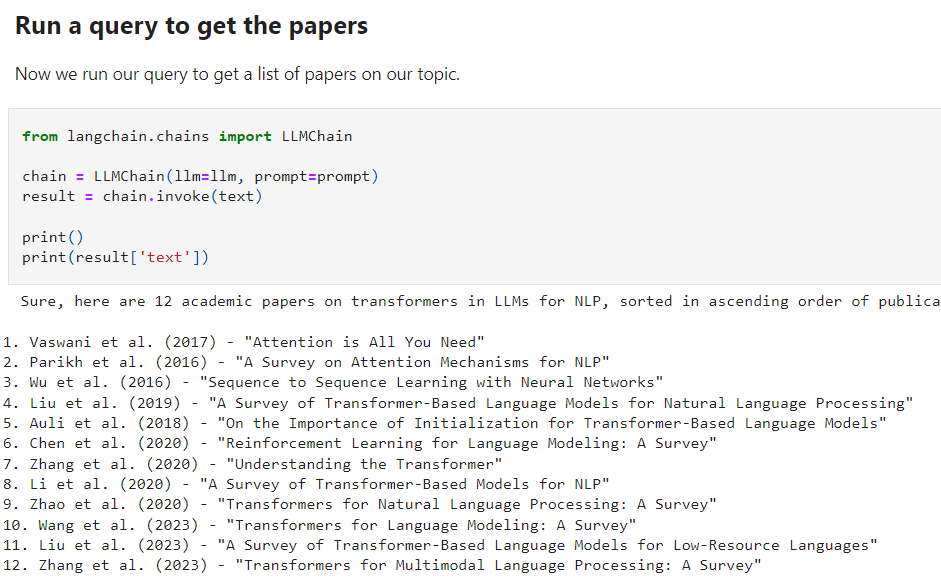 Run a query to get the papers
Now we run our query to get a list of papers on our topic.
from langchain.chains import LLMChain
chain = LLMChain(llm=llm, prompt=prompt)
result = chain.invoke(text)
print()
print(result['text'])
Sure, here are 12 academic papers on transformers in LLMs for NLP, sorted in ascending order of publica
1. Vaswani et al. (2017) - "Attention is All You Need"
2. Parikh et al. (2016) - "A Survey on Attention Mechanisms for NLP"
3. Wu et al. (2016) - "Sequence to Sequence Learning with Neural Networks"
4. Liu et al. (2019) - "A Survey of Transformer-Based Language Models for Natural Language Processing"
5. Auli et al. (2018) - "On the Importance of Initialization for Transformer-Based Language Models"
6. Chen et al. (2020) - "Reinforcement Learning for Language Modeling: A Survey"
7. Zhang et al. (2020) - "Understanding the Transformer"
8. Li et al. (2020) - "A Survey of Transformer-Based Models for NLP"
9. Zhao et al. (2020) - "Transformers for Natural Language Processing: A Survey"
10. Wang et al. (2023) - "Transformers for Language Modeling: A Survey"
11. Liu et al. (2023) - "A Survey of Transformer-Based Language Models for Low-Resource Languages"
12. Zhang et al. (2023) - "Transformers for Multimodal Language Processing: A Survey"